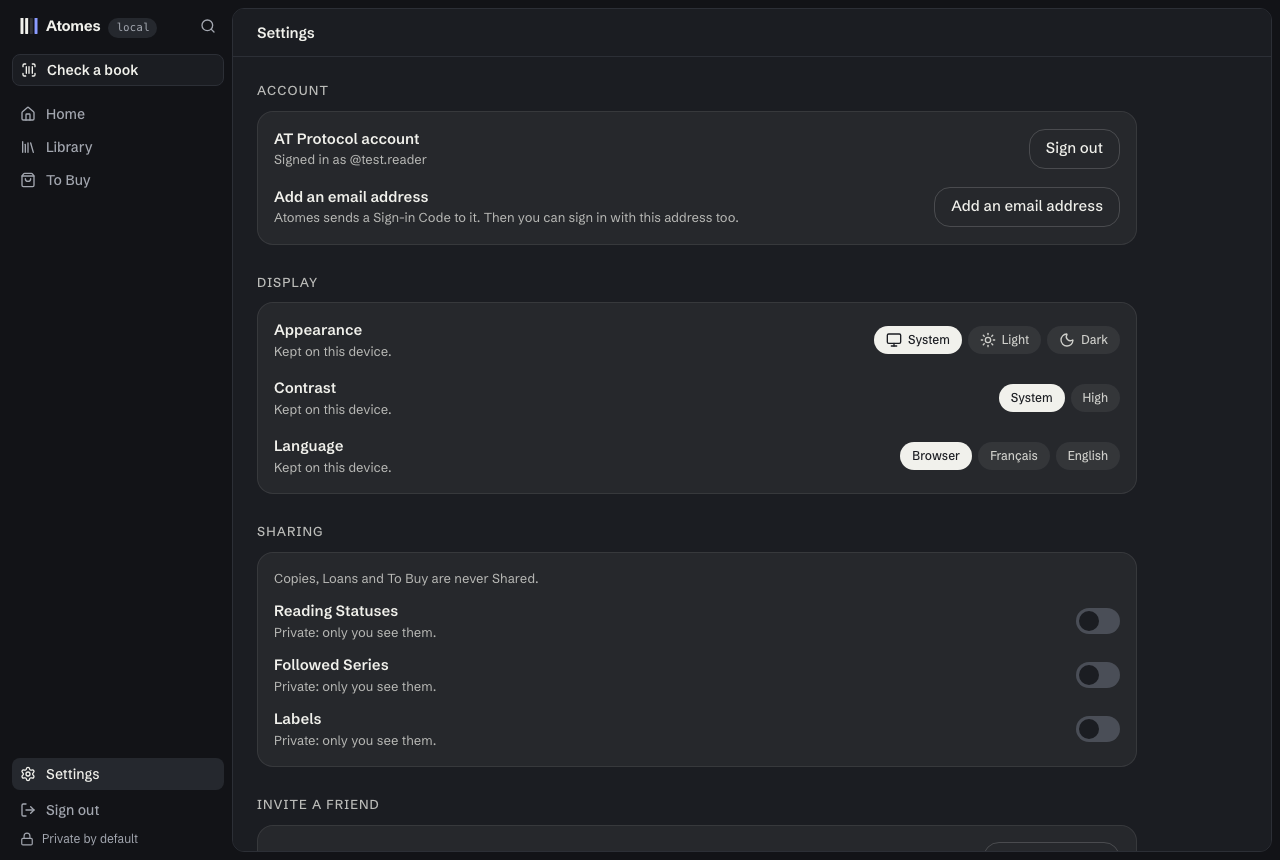 Atomes local
Check a book
Home
Library
To Buy
Settings
Sign out
Private by default
Settings
ACCOUNT
AT Protocol account
Signed in as @test.reader
Sign out
Add an email address
Atomes sends a Sign-in Code to it. Then you can sign in with this address too.
Add an email address
DISPLAY
Appearance
Kept on this device.
System Light Dark
Contrast
Kept on this device.
System High
Language
Kept on this device.
Browser Français English
SHARING
Copies, Loans and To Buy are never Shared.
Reading Statuses
Private: only you see them.
Followed Series
Private: only you see them.
Labels
Private: only you see them.
INVITE A FRIEND